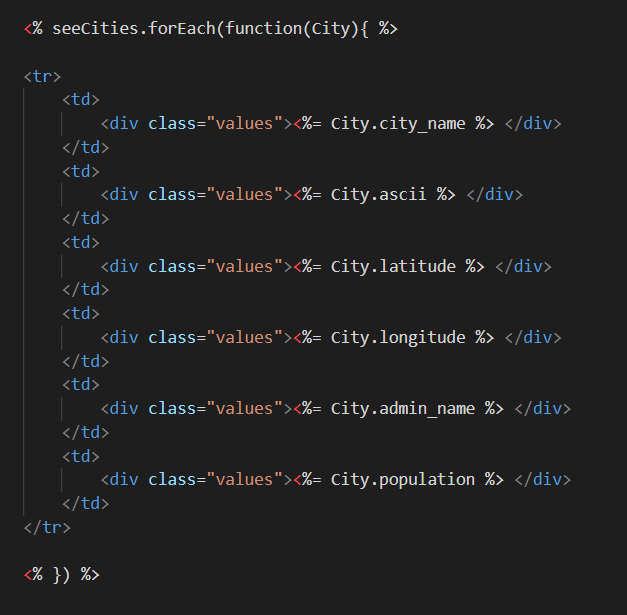 <% seeCities.forEach(function(City){ %>
<tr>
<td>
<div class="values"><%= City.city_name %> </div>
</td>
<td>
<div class="values"><%= City.ascii %> </div>
</td>
<td>
<div class="values"><%= City.latitude %> </div>
</td>
<td>
<div class="values"><%= City.longitude %> </div>
</td>
<td>
<div class="values"><%= City.admin_name %> </div>
</td>
<td>
<div class="values"><%= City.population %> </div>
</td>
</tr>
<% }) %>